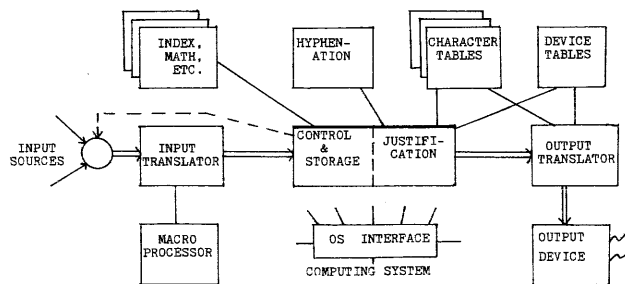 INDEX,
MATH,
ETC.
HYPHEN-
ATION
CHARACTER
TABLES
DEVICE
TABLES
INPUT
SOURCES
INPUT
TRANSLATOR
CONTROL
&
STORAGE
JUSTIFI-
CATION
OUTPUT
TRANSLATOR
MACRO
PROCESSOR
OS INTERFACE
COMPUTING SYSTEM
OUTPUT
DEVICE